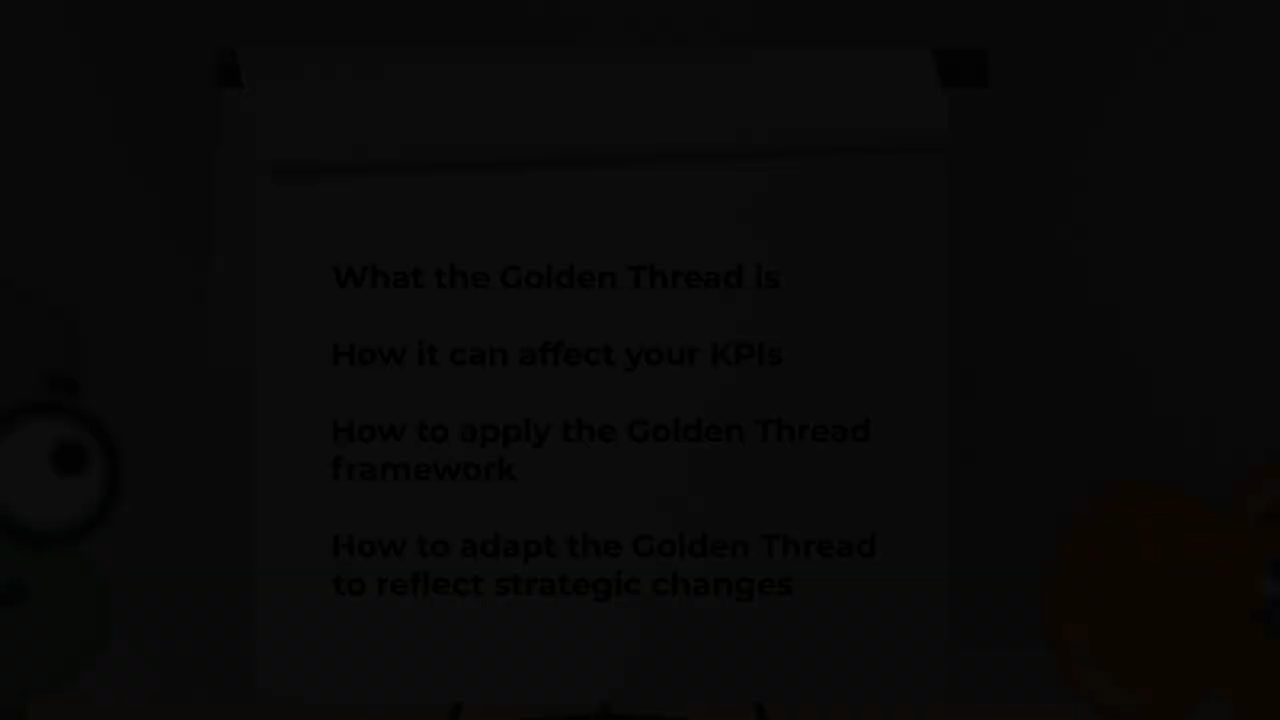 What the Golden Thread is
How it can affect your KPIs
How to apply the Golden Thread
framework
How to adapt the Golden Thread
to reflect strategic changes